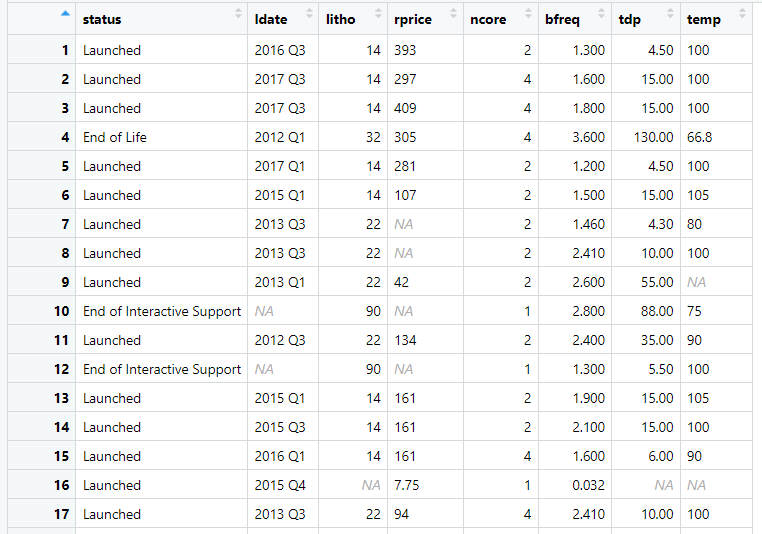 status ldate litho rprice ncore bfreq tdp temp
1 Launched 2016 Q3 14 393 2 1.300 4.50 100
2 Launched 2017 Q3 14 297 4 1.600 15.00 100
3 Launched 2017 Q3 14 409 4 1.800 15.00 100
4 End of Life 2012 Q1 32 305 4 3.600 130.00 66.8
5 Launched 2017 Q1 14 281 2 1.200 4.50 100
6 Launched 2015 Q1 14 107 2 1.500 15.00 105
7 Launched 2013 Q3 22 NA 2 1.460 4.30 80
8 Launched 2013 Q3 22 NA 2 2.410 10.00 100
9 Launched 2013 Q1 22 42 2 2.600 55.00 NA
10 End of Interactive Support NA 90 NA 1 2.800 88.00 75
11 Launched 2012 Q3 22 134 2 2.400 35.00 90
12 End of Interactive Support NA 90 NA 1 1.300 5.50 100
13 Launched 2015 Q1 14 161 2 1.900 15.00 105
14 Launched 2015 Q3 14 161 2 2.100 15.00 100
15 Launched 2016 Q1 14 161 4 1.600 6.00 90
16 Launched 2015 Q4 NA 7.75 1 0.032 NA NA
17 Launched 2013 Q3 22 94 4 2.410 10.00 100